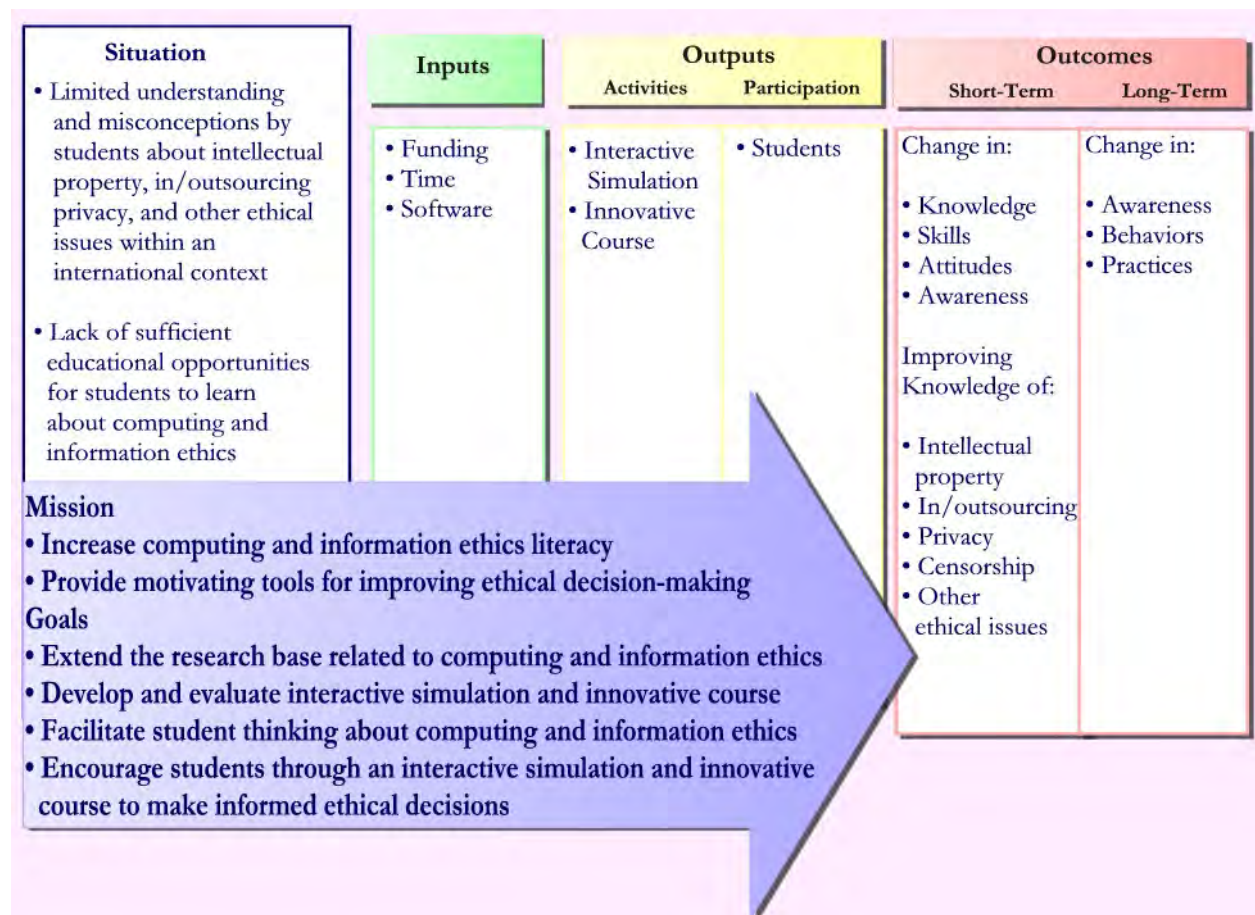 Situation
• Limited understanding
and misconceptions by
students about intellectual
property, in/outsourcing
privacy, and other ethical
issues within an
international context
• Lack of sufficient
educational opportunities
for students to learn
about computing and
information ethics
Inputs
• Funding
• Time
• Software
Outputs
Activities
Participation
• Interactive
Simulation
• Innovative
Course
• Students
Outcomes
Short-Term
Long-Term
Change in:
• Knowledge
• Skills
• Attitudes
• Awareness
Improving
Knowledge of:
• Intellectual
property
• In/outsourcing
• Privacy
• Censorship
• Other
ethical issues
Change in:
• Awareness
• Behaviors
• Practices
Mission
• Increase computing and information ethics literacy
• Provide motivating tools for improving ethical decision-making
Goals
• Extend the research base related to computing and information ethics
• Develop and evaluate interactive simulation and innovative course
• Facilitate student thinking about computing and information ethics
• Encourage students through an interactive simulation and innovative
course to make informed ethical decisions